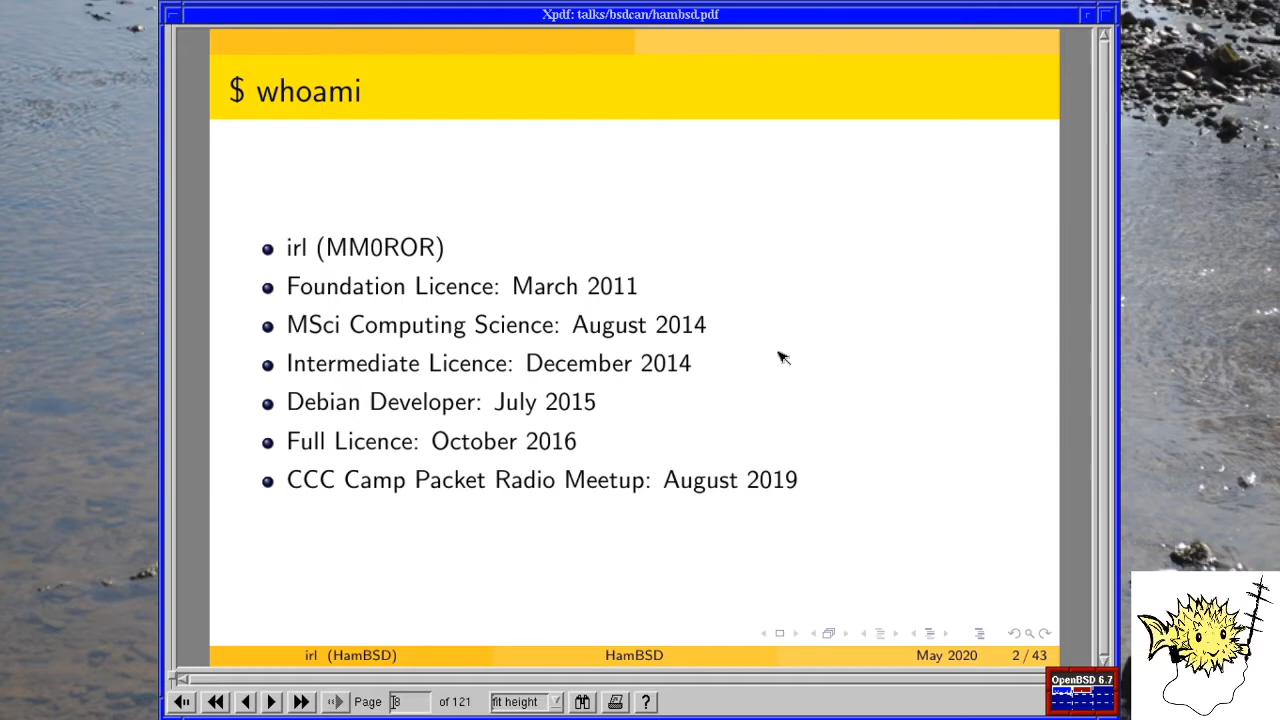 Xpdf: talks/bsdcan/hambsd.pdf
$ whoami
irl (MM0ROR)
Foundation Licence: March 2011
MSci Computing Science: August 2014
Intermediate Licence: December 2014
Debian Developer: July 2015
Full Licence: October 2016
CCC Camp Packet Radio Meetup: August 2019
irl (HamBSD) HamBSD May 2020 2 / 43
OpenBSD 6.7
Page 8 of 121 fit height ?